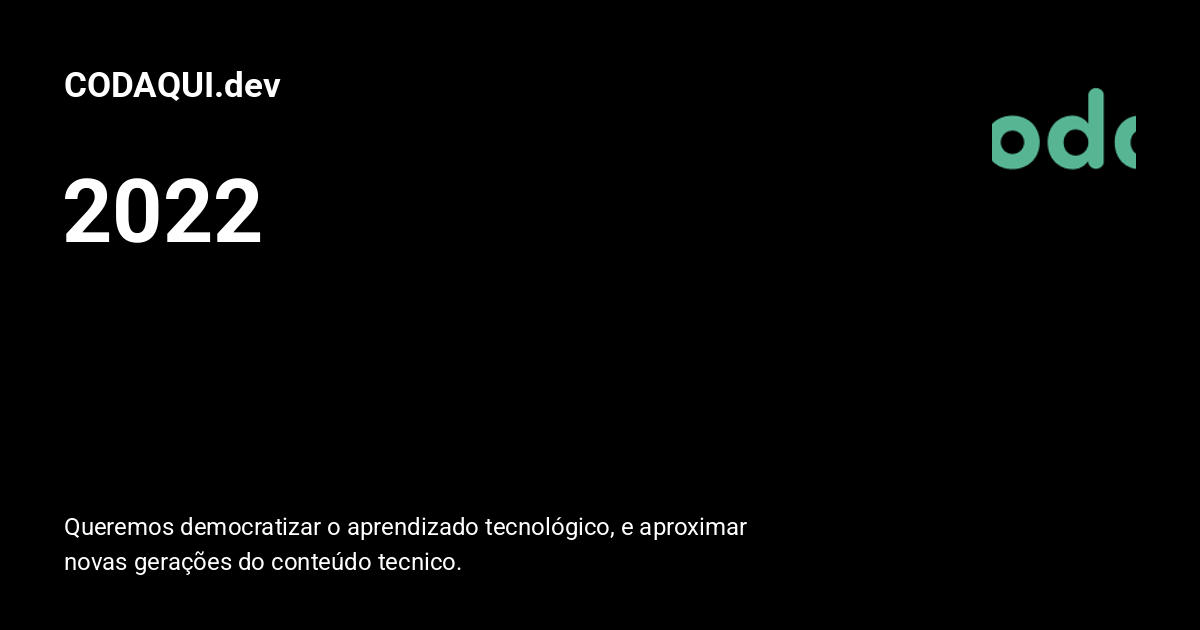 CODAQUI.dev
2022
Queremos democratizar o aprendizado tecnológico, e aproximar
novas gerações do conteúdo tecnico.